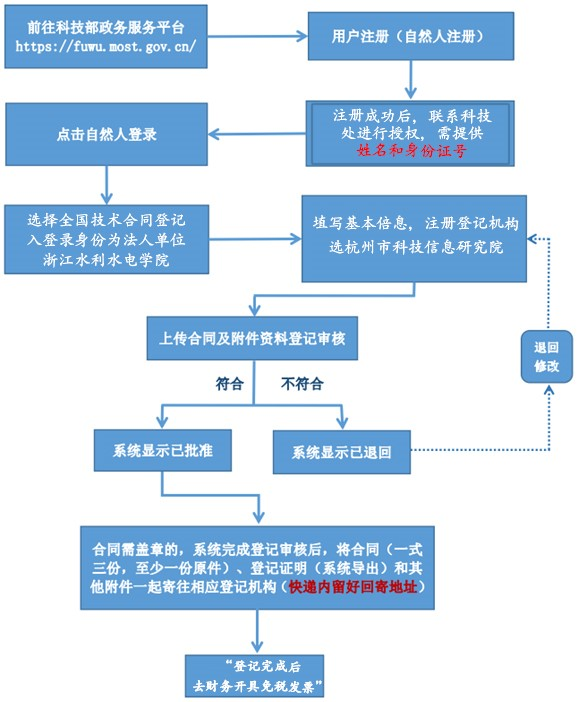 前往科技部政务服务平台
https://fuwu.most.gov.cn/
用户注册（自然人注册）
注册成功后，联系科技
处进行授权，需提供
姓名和身份证号
点击自然人登录
选择全国技术合同登记
入登录身份为法人单位
浙江水利水电学院
填写基本倍息，注册登记机构
选杭州市科技信息研究院
上传合同及附件资料登记审核
退回
修改
符合
不符合
系统显示已批准
系统显示已退回
合同需盖章的，系统完成登记审核后，将合同（一式
三份，至少一份原件）、登记证明（系统导出）和其
他附件一起寄往相应登记机构（快递内留好回寄地址）
“登记完成后
去财务开具免税发票”